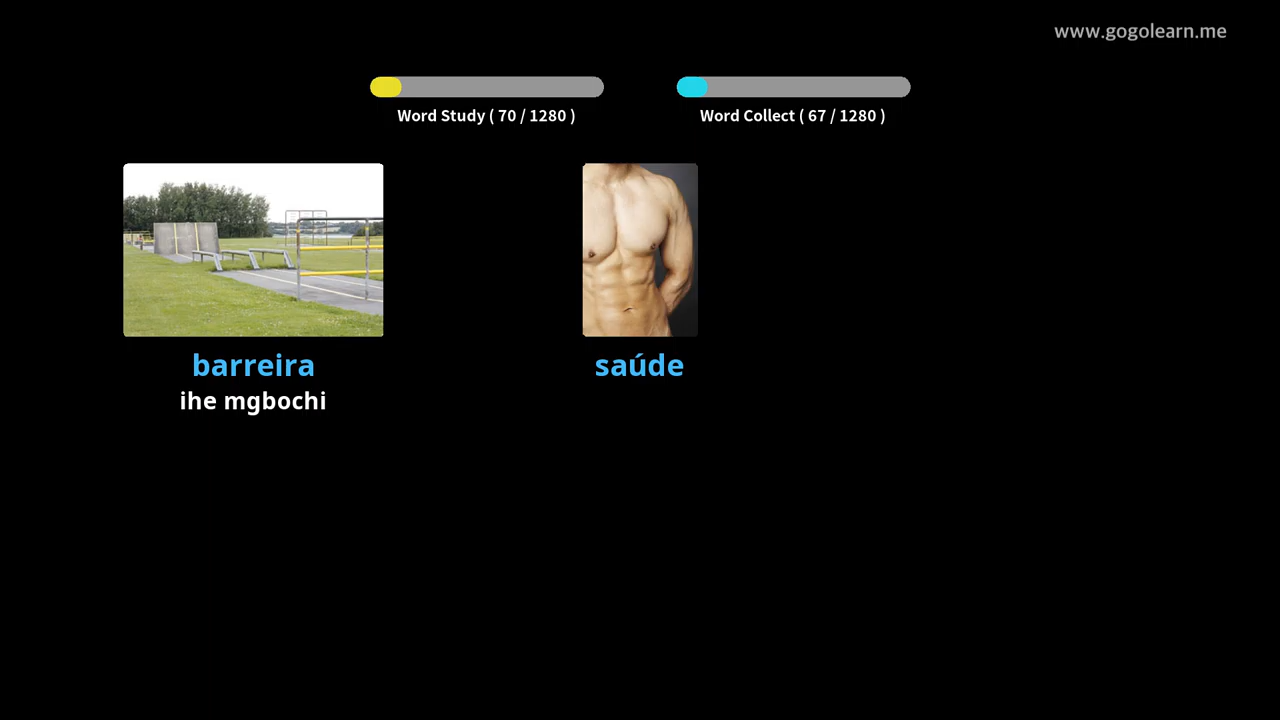 www.gogolearn.me
Word Study ( 70 / 1280 )
Word Collect ( 67 / 1280 )
barreira
ihe mgbochi
saúde